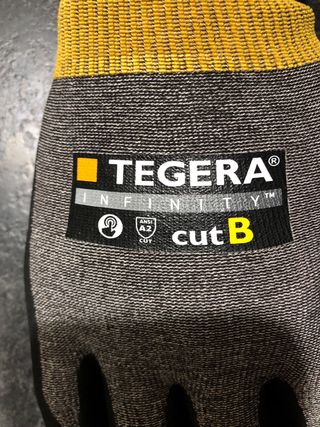 TEGERA®
INFINITY™
ANSI
A2
CUT
cut B